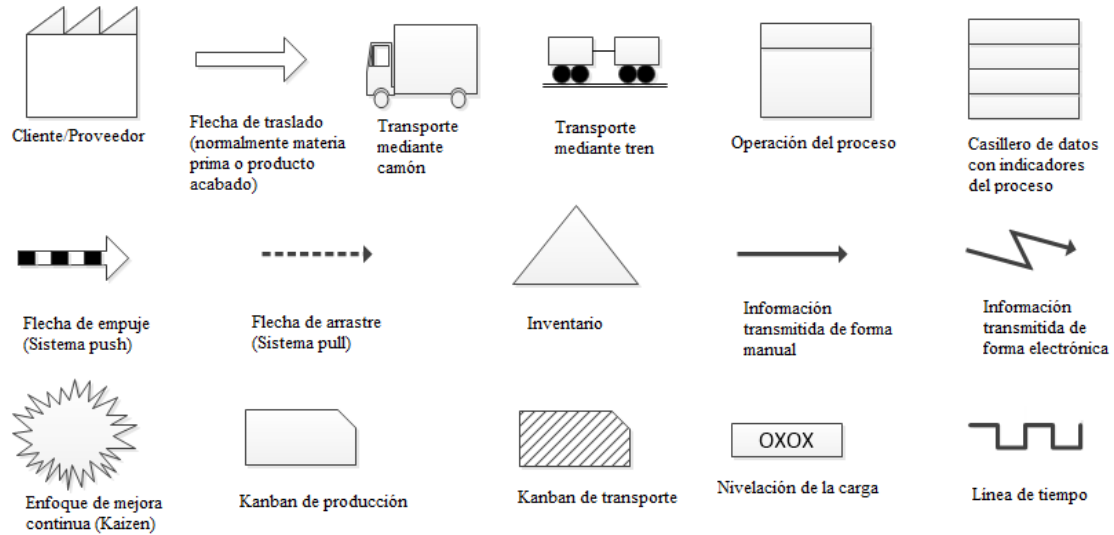 Cliente/Proveedor
Flecha de traslado
(normalmente materia
prima o producto
acabado)
Transporte
mediante
camón
Transporte
mediante tren
Operación del proceso
Casillero de datos
con indicadores
del proceso
Flecha de empuje
(Sistema push)
Flecha de arrastre
(Sistema pull)
Inventario
Información
transmitida de forma
manual
Información
transmitida de
forma electrónica
Enfoque de mejora
continua (Kaizen)
Kanban de producción
Kanban de transporte
OXOX
Nivelación de la carga
Línea de tiempo